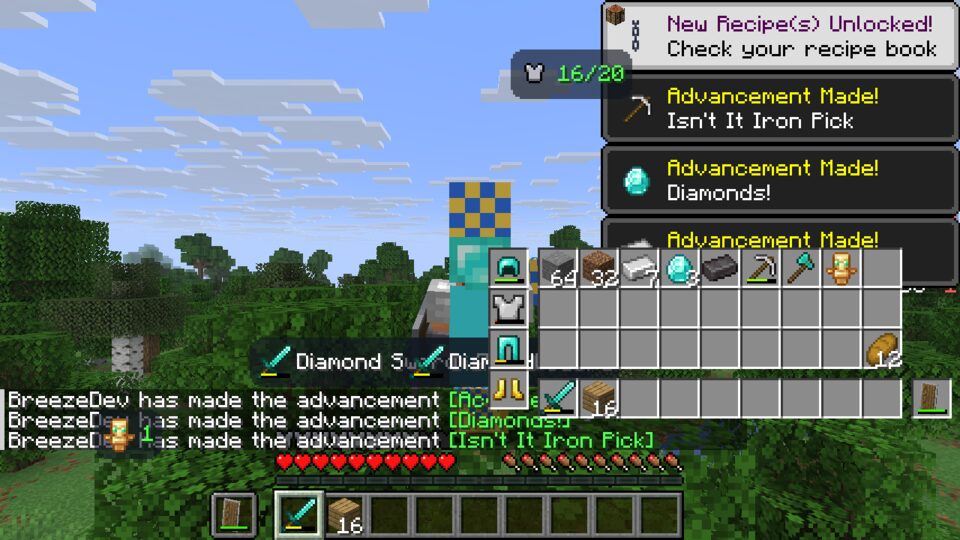 New Recipe(s) Unlocked!
Check your recipe book
16/20
Advancement Made!
Isn't It Iron Pick
Advancement Made!
Diamonds!
Advancement Made!
64
32
7
3
12
16
Diamond
BreezeDev has made the advancement
BreezeDev has made the advancement [Diamonds!]
1
has made the advancement [Isn't It Iron Pick]
16